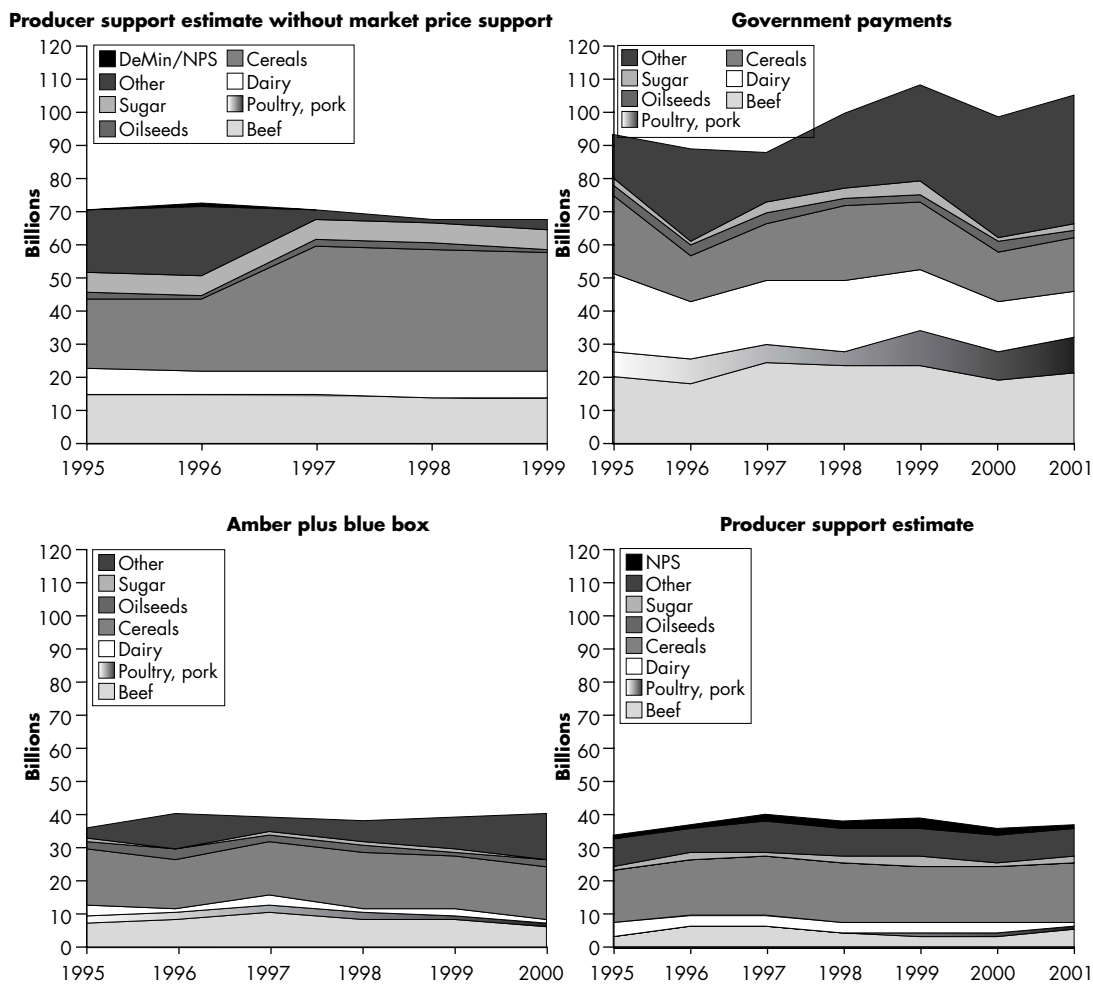 Producer support estimate without market price support
Billions
120
110
100
90
80
70
60
50
40
30
20
10
0
DeMin/NPS
Other
Sugar
Oilseeds
Cereals
Dairy
Poultry, pork
Beef
1995 1996 1997 1998 1999
Government payments
Billions
120
110
100
90
80
70
60
50
40
30
20
10
0
Other
Sugar
Oilseeds
Poultry, pork
Cereals
Dairy
Beef
1995 1996 1997 1998 1999 2000 2001
Amber plus blue box
Billions
120
110
100
90
80
70
60
50
40
30
20
10
0
Other
Sugar
Oilseeds
Cereals
Dairy
Poultry, pork
Beef
1995 1996 1997 1998 1999 2000
Producer support estimate
Billions
120
110
100
90
80
70
60
50
40
30
20
10
0
NPS
Other
Sugar
Oilseeds
Cereals
Dairy
Poultry, pork
Beef
1995 1996 1997 1998 1999 2000 2001